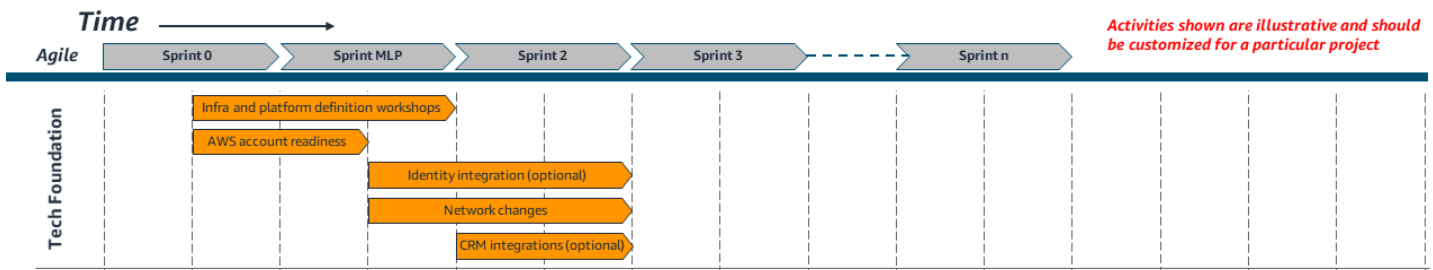 Time
Activities shown are illustrative and should
be customized for a particular project
Agile
Sprint 0
Sprint MLP
Sprint 2
Sprint 3
Sprint n
Tech Foundation
Infra and platform definition workshops
AWS account readiness
Identity integration (optional)
Network changes
CRM integrations (optional)